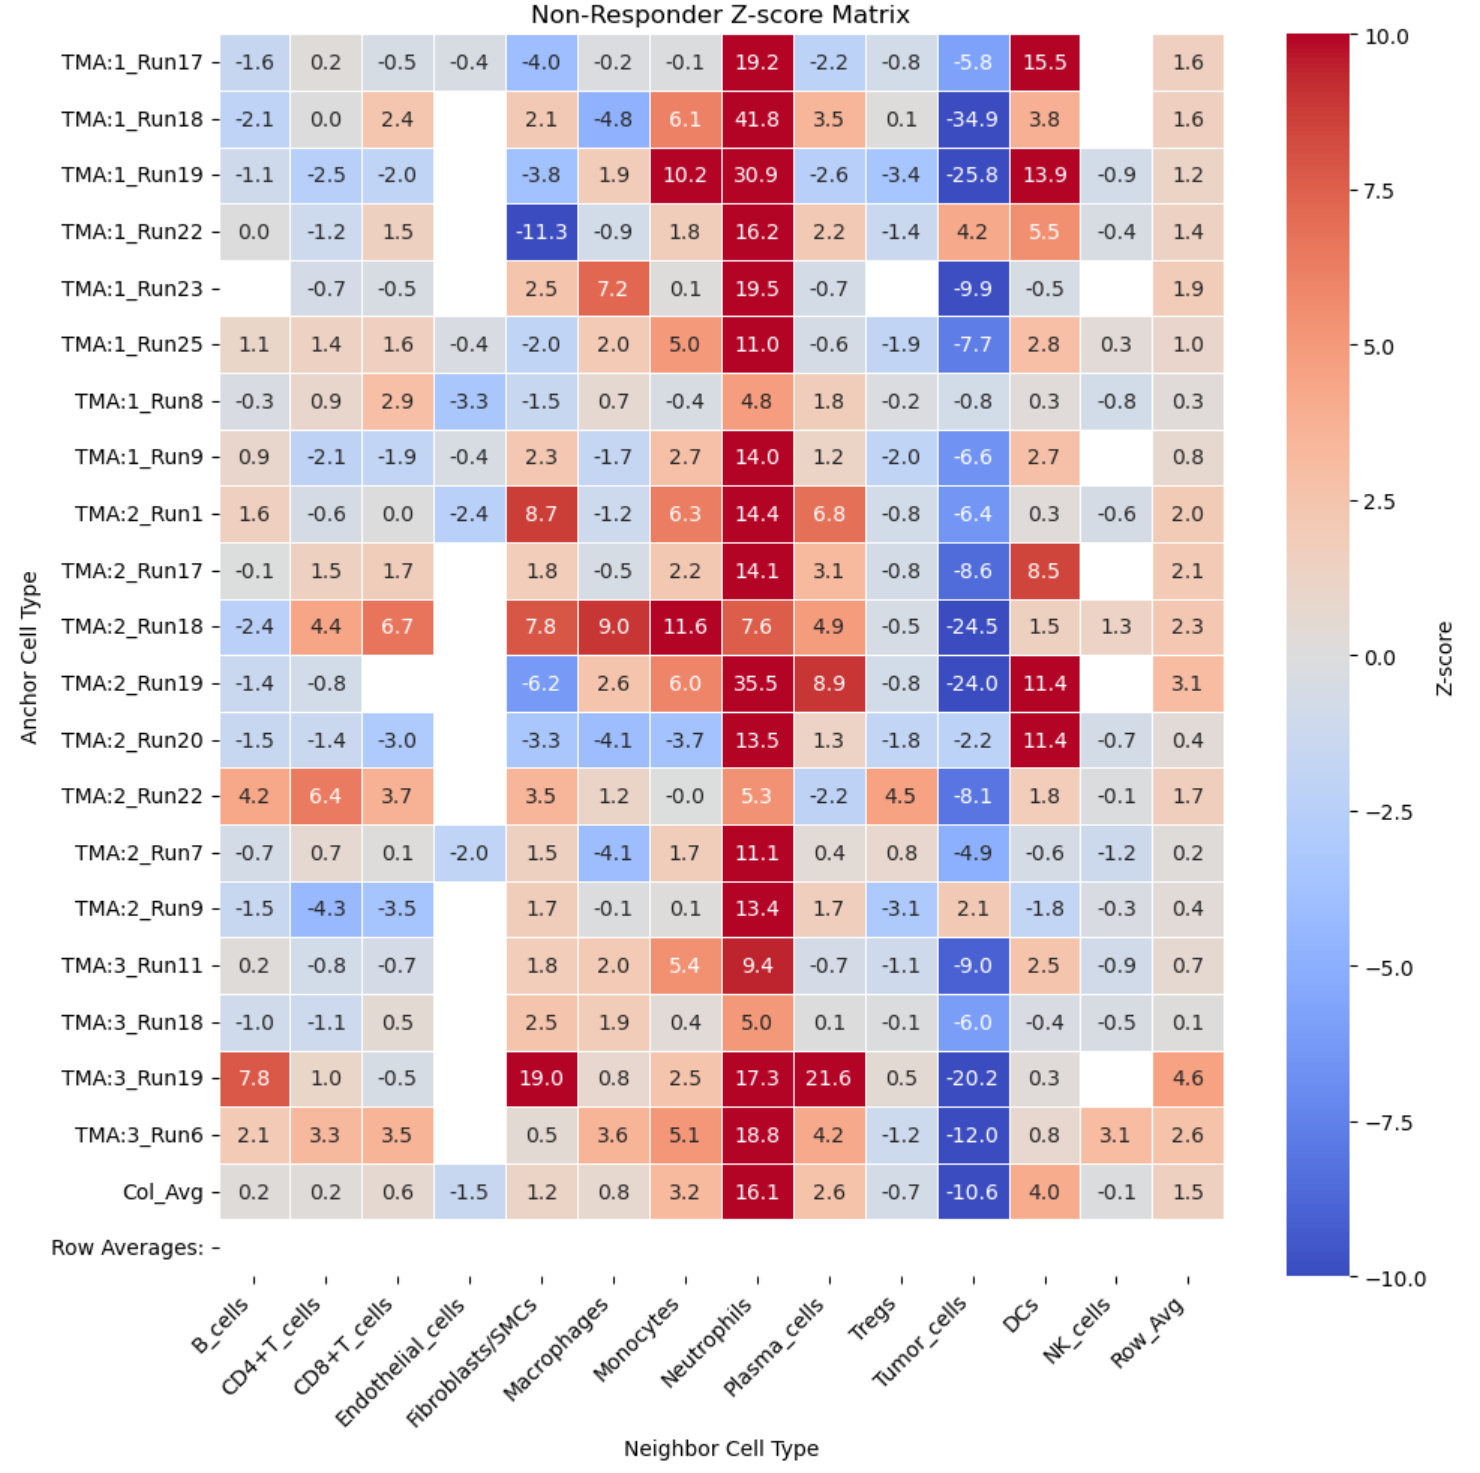 Non-Responder Z-score Matrix
TMA:1_Run17 -1.6 0.2 -0.5 -0.4 -4.0 -0.2 -0.1 19.2 -2.2 -0.8 -5.8 15.5 1.6
TMA:1_Run18 -2.1 0.0 2.4 2.1 -4.8 6.1 41.8 3.5 0.1 -34.9 3.8 1.6
TMA:1_Run19 -1.1 -2.5 -2.0 -3.8 1.9 10.2 30.9 -2.6 -3.4 -25.8 13.9 -0.9 1.2
TMA:1_Run22 0.0 -1.2 1.5 -11.3 -0.9 1.8 16.2 2.2 -1.4 4.2 5.5 -0.4 1.4
TMA:1_Run23 -0.7 -0.5 2.5 7.2 0.1 19.5 -0.7 -9.9 -0.5 1.9
TMA:1_Run25 1.1 1.4 1.6 -0.4 -2.0 2.0 5.0 11.0 -0.6 -1.9 -7.7 2.8 0.3 1.0
TMA:1_Run8 -0.3 0.9 2.9 -3.3 -1.5 0.7 -0.4 4.8 1.8 -0.2 -0.8 0.3 -0.8 0.3
TMA:1_Run9 0.9 -2.1 -1.9 -0.4 2.3 -1.7 2.7 14.0 1.2 -2.0 -6.6 2.7 0.8
TMA:2_Run1 1.6 -0.6 0.0 -2.4 8.7 -1.2 6.3 14.4 6.8 -0.8 -6.4 0.3 -0.6 2.0
TMA:2_Run17 -0.1 1.5 1.7 1.8 -0.5 2.2 14.1 3.1 -0.8 -8.6 8.5 2.1
TMA:2_Run18 -2.4 4.4 6.7 7.8 9.0 11.6 7.6 4.9 -0.5 -24.5 1.5 1.3 2.3
TMA:2_Run19 -1.4 -0.8 -6.2 2.6 6.0 35.5 8.9 -0.8 -24.0 11.4 3.1
TMA:2_Run20 -1.5 -1.4 -3.0 -3.3 -4.1 -3.7 13.5 1.3 -1.8 -2.2 11.4 -0.7 0.4
TMA:2_Run22 4.2 6.4 3.7 3.5 1.2 -0.0 5.3 -2.2 4.5 -8.1 1.8 -0.1 1.7
TMA:2_Run7 -0.7 0.7 0.1 -2.0 1.5 -4.1 1.7 11.1 0.4 0.8 -4.9 -0.6 -1.2 0.2
TMA:2_Run9 -1.5 -4.3 -3.5 1.7 -0.1 0.1 13.4 1.7 -3.1 2.1 -1.8 -0.3 0.4
TMA:3_Run11 0.2 -0.8 -0.7 1.8 2.0 5.4 9.4 -0.7 -1.1 -9.0 2.5 -0.9 0.7
TMA:3_Run18 -1.0 -1.1 0.5 2.5 1.9 0.4 5.0 0.1 -0.1 -6.0 -0.4 -0.5 0.1
TMA:3_Run19 7.8 1.0 -0.5 19.0 0.8 2.5 17.3 21.6 0.5 -20.2 0.3 4.6
TMA:3_Run6 2.1 3.3 3.5 0.5 3.6 5.1 18.8 4.2 -1.2 -12.0 0.8 3.1 2.6
Col_Avg 0.2 0.2 0.6 -1.5 1.2 0.8 3.2 16.1 2.6 -0.7 -10.6 4.0 -0.1 1.5
Row Averages:
B_cells CD4+T_cells CD8+T_cells Endothelial_cells Fibroblasts/SMCs Macrophages Monocytes Neutrophils Plasma_cells Tregs Tumor_cells DCs NK_cells Row_Avg
Neighbor Cell Type
Anchor Cell Type
10.0
7.5
5.0
2.5
0.0
−2.5
−5.0
−7.5
−10.0
Z-score